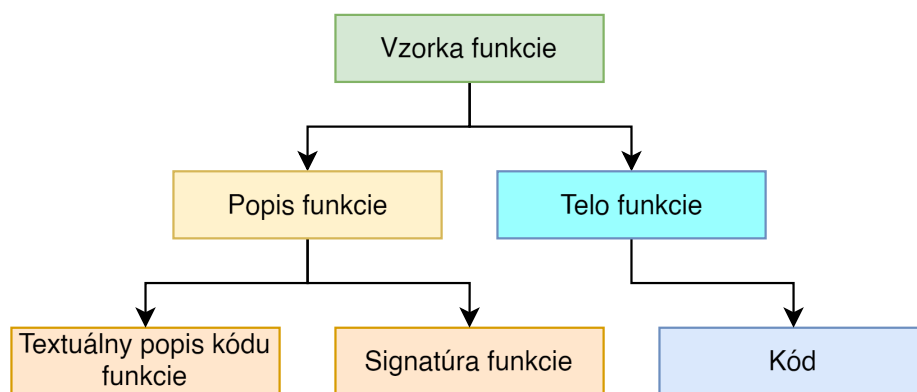 Vzorka funkcie
Popis funkcie
Telo funkcie
Textuálny popis kódu
funkcie
Signatúra funkcie
Kód